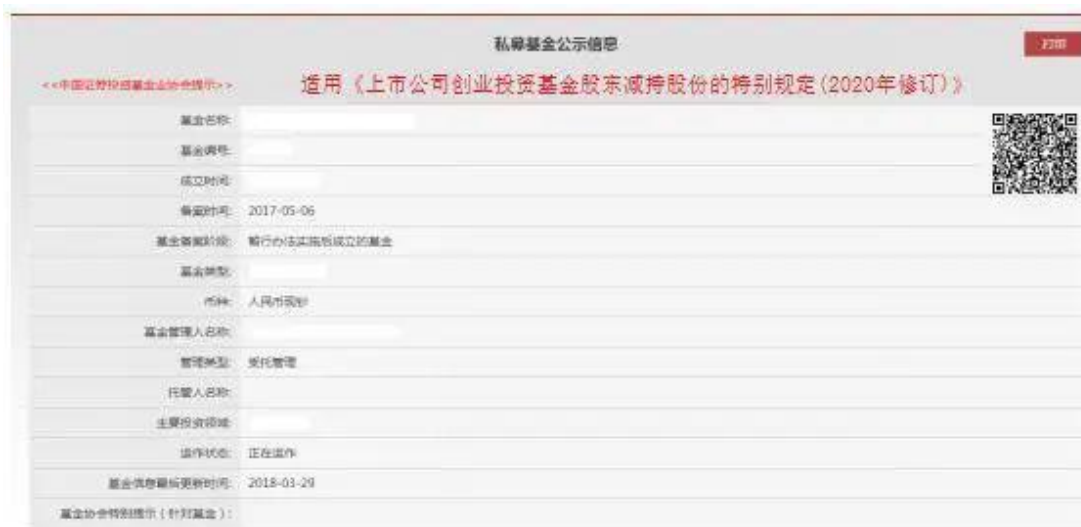 私募基金公示信息
打印
<<中国证券投资基金业协会提示>>
适用《上市公司创业投资基金股东减持股份的特别规定(2020年修订)》
基金名称:
基金编号:
成立时间:
备案时间: 2017-05-06
基金备案阶段: 暂行办法实施后成立的基金
基金类型:
币种: 人民币现钞
基金管理人名称:
管理类型: 受托管理
托管人名称:
主要投资领域:
运作状态: 正在运作
基金信息最后更新时间: 2018-03-29
基金协会特别提示(针对基金):